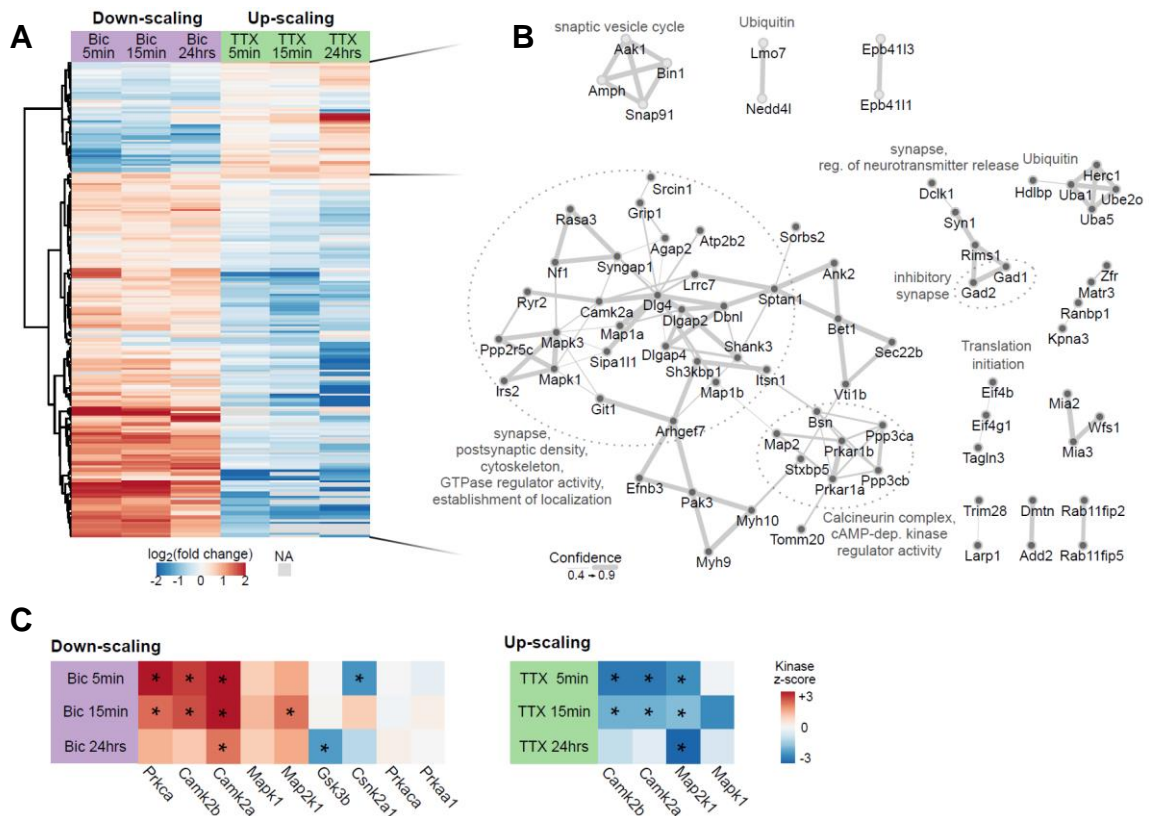 A
Down-scaling
Up-scaling
Bic 5min
Bic 15min
Bic 24hrs
TTX 5min
TTX 15min
TTX 24hrs
log2(fold change)
-2 -1 0 1 2
NA
B
snaptic vesicle cycle
Aak1
Bin1
Amph
Snap91
Ubiquitin
Lmo7
Nedd4l
Epb41l3
Epb41l1
synapse,
reg. of neurotransmitter release
Dclk1
Syn1
Rims1
Gad1
Gad2
inhibitory
synapse
Ubiquitin
Herc1
Hdlbp
Uba1
Ube2o
Uba5
Zfr
Matr3
Ranbp1
Kpna3
Srcin1
Rasa3
Grip1
Agap2
Atp2b2
Nf1
Syngap1
Lrrc7
Ryr2
Camk2a
Dlg4
Dlgap2
Dbnl
Sptan1
Sorbs2
Ank2
Bet1
Sec22b
Vti1b
Mapk3
Map1a
Ppp2r5c
Sipa1l1
Dlgap4
Shank3
Mapk1
Sh3kbp1
Itsn1
Irs2
Map1b
Git1
Arhgef7
Bsn
Map2
Prkar1b
Ppp3ca
Stxbp5
Ppp3cb
Prkar1a
Efnb3
Pak3
Myh10
Myh9
Tomm20
synapse,
postsynaptic density,
cytoskeleton,
GTPase regulator activity,
establishment of localization
Calcineurin complex,
cAMP-dep. kinase
regulator activity
Translation
initiation
Eif4b
Eif4g1
Tagln3
Mia2
Wfs1
Mia3
Trim28
Larp1
Dmtn
Add2
Rab11fip2
Rab11fip5
Confidence
0.4 → 0.9
C
Down-scaling
Bic 5min * * * *
Bic 15min * * * *
Bic 24hrs * *
Prkca
Camk2b
Camk2a
Mapk1
Map2k1
Gsk3b
Csnk2a1
Prkaca
Prkaa1
Up-scaling
TTX 5min * * *
TTX 15min * * *
TTX 24hrs *
Camk2b
Camk2a
Map2k1
Mapk1
Kinase
z-score
+3
0
-3